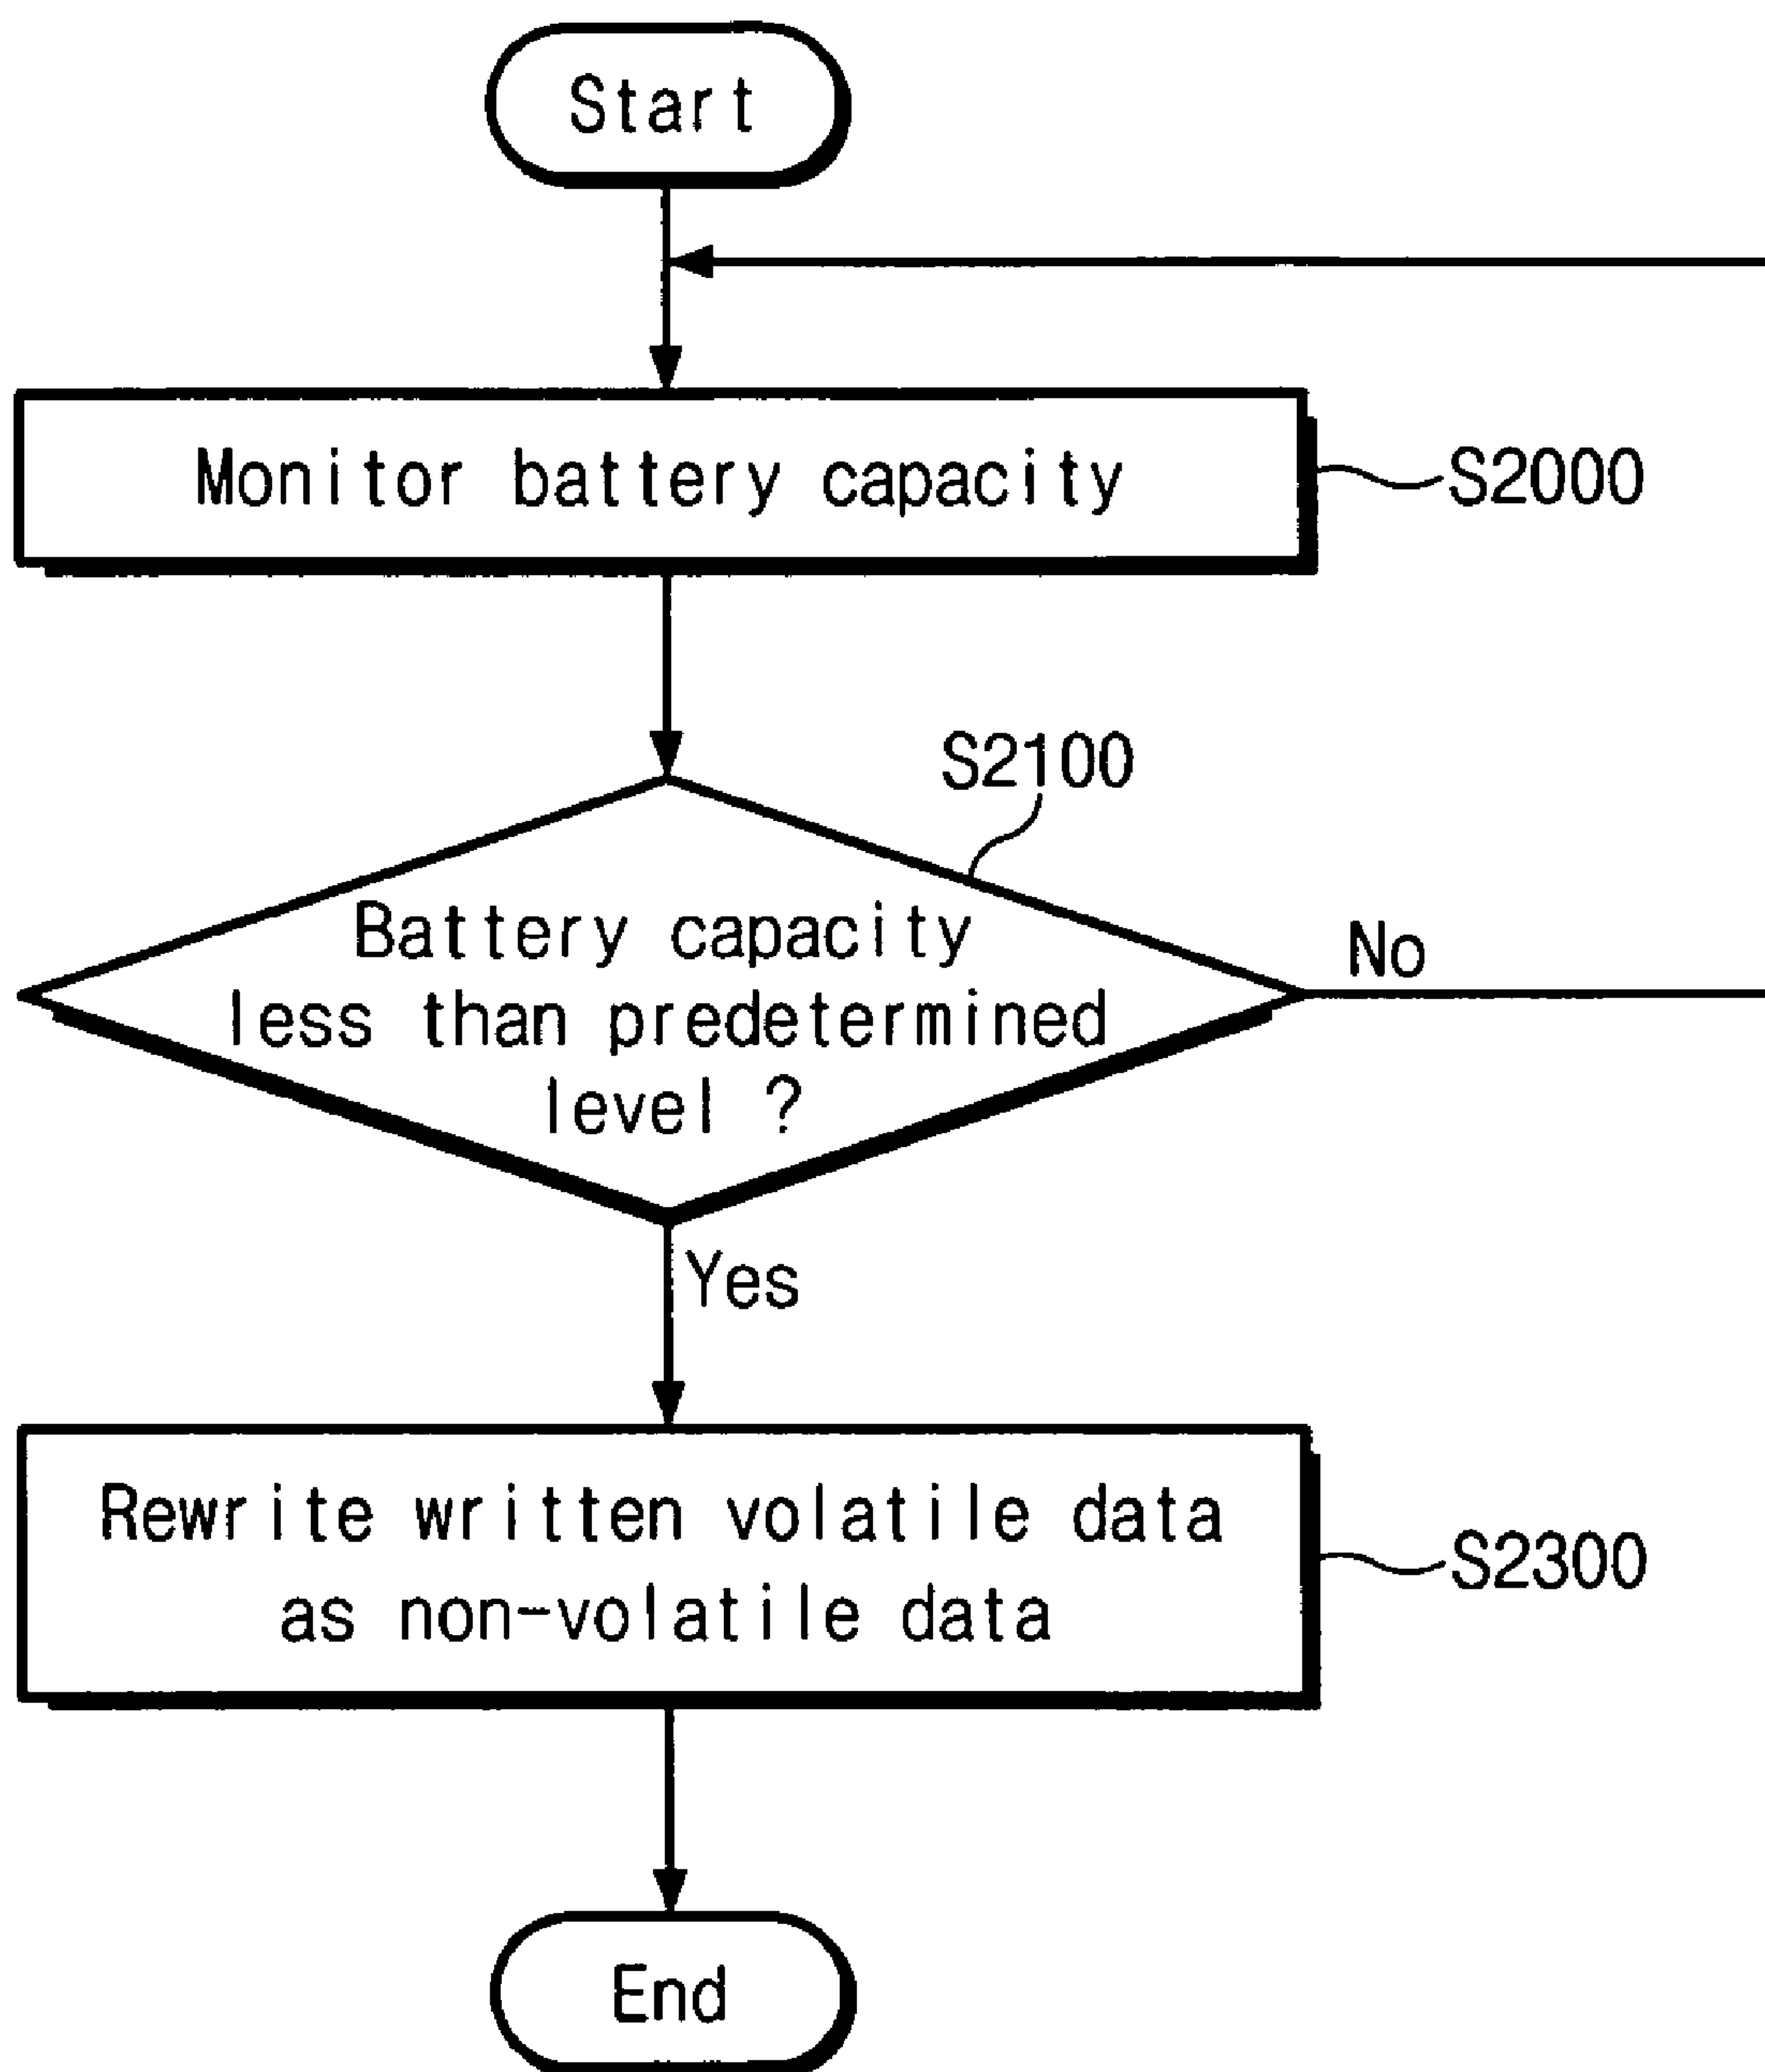 Start
Monitor battery capacity
S2000
S2100
Battery capacity
less than predetermined
level ?
No
Yes
Rewrite written volatile data
as non-volatile data
S2300
End